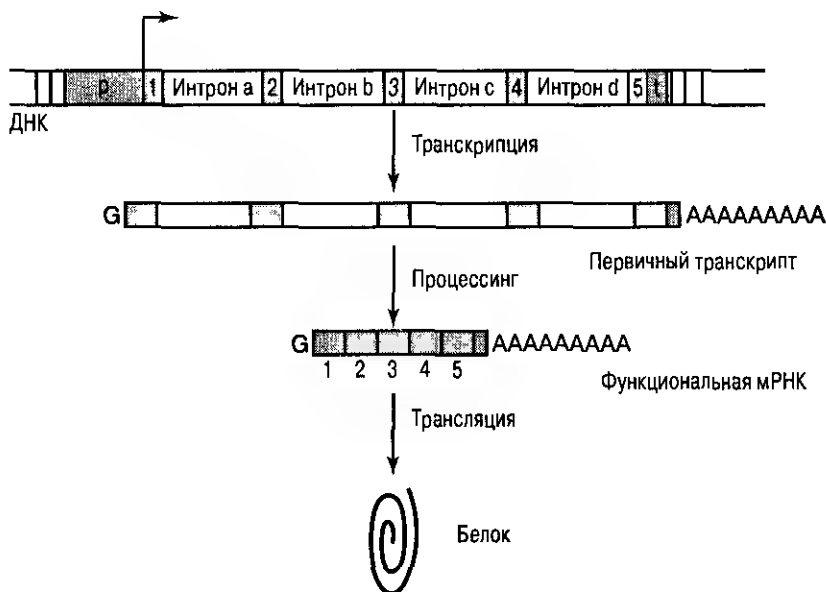 p 1 Интрон a 2 Интрон b 3 Интрон c 4 Интрон d 5 t
ДНК
Транскрипция
G AAAAAAAAA
Первичный транскрипт
Процессинг
G AAAAAAAAA
1 2 3 4 5
Функциональная мРНК
Трансляция
Белок